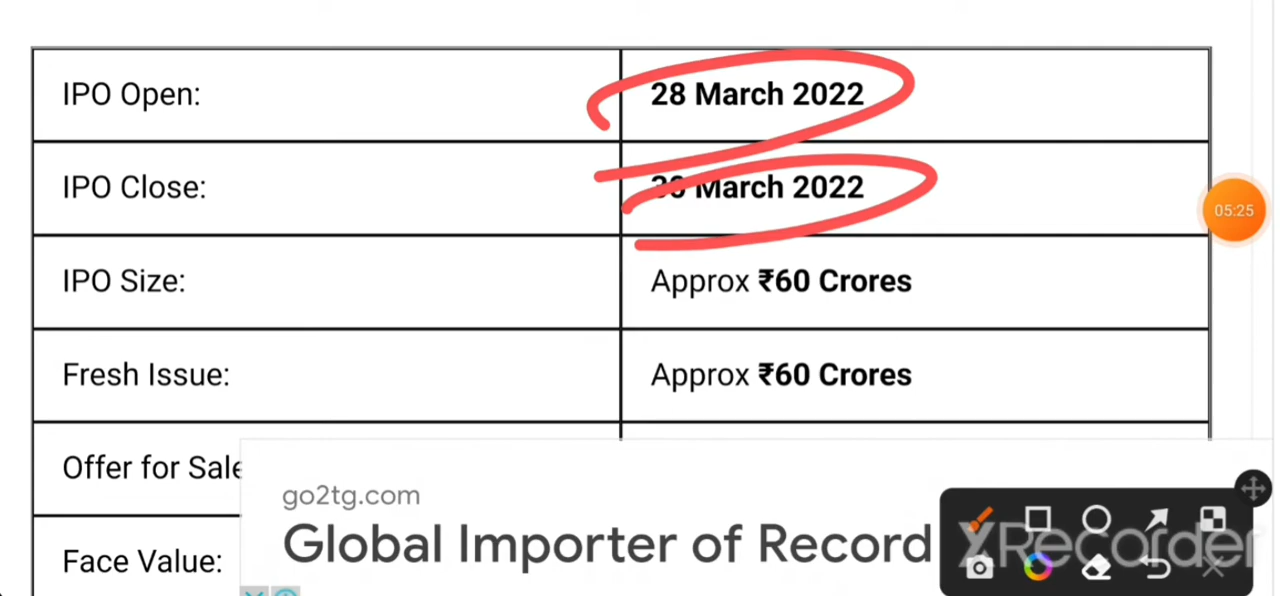 IPO Open: 28 March 2022
IPO Close: 30 March 2022
IPO Size: Approx ₹60 Crores
Fresh Issue: Approx ₹60 Crores
Offer for Sale
go2tg.com
Global Importer of Record
Face Value:
05:25
XRecorder